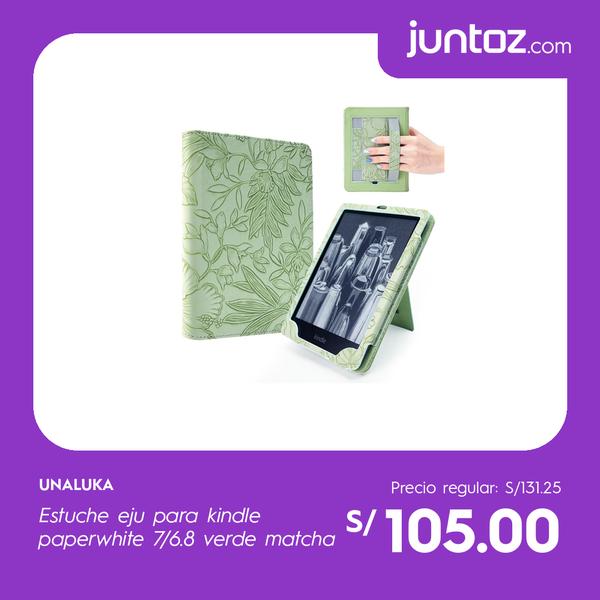 juntoz.com
kindle
UNALUKA
Estuche eju para kindle
paperwhite 7/6.8 verde matcha
Precio regular: S/131.25
S/ 105.00